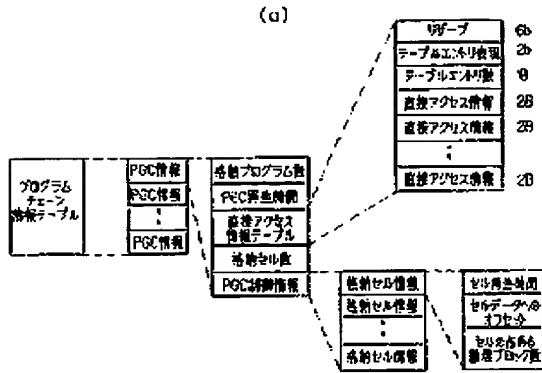 (a)
リザーブ 6b
テーブルエントリ表現 2b
テーブルエントリ数
直接アクセス情報 2B
直接アクセス情報 2B
直接アクセス情報 2B
プログラム
チェーン
情報テーブル
PGC情報
PGC情報
PGC情報
格納プログラム数
PGC再生時間
直接アクセス
情報テーブル
格納セル数
PGC制御情報
格納セル情報
格納セル情報
格納セル情報
セル再生時間
セルデータへの
オフセット
セルを占有する
論理ブロック数